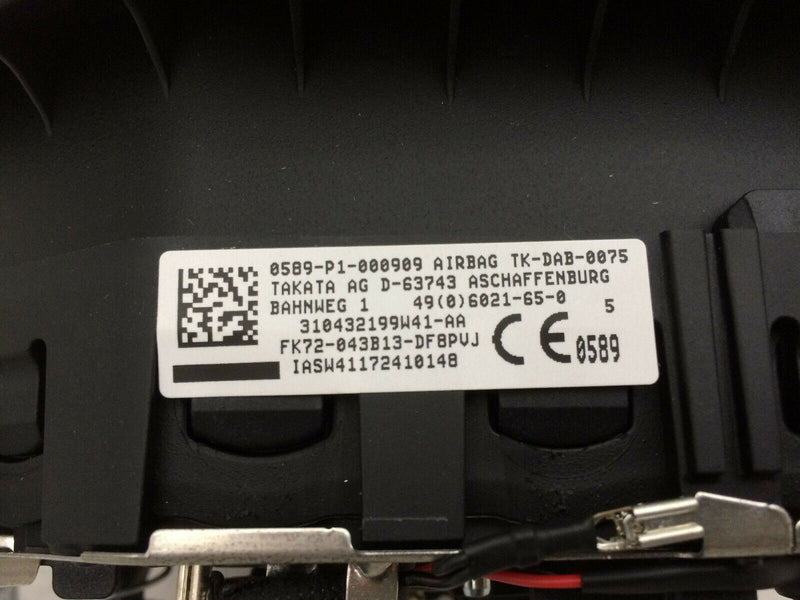 0589-P1-000909 AIRBAG TK-DAB-0075
TAKATA AG D-63743 ASCHAFFENBURG
BAHNWEG 1 49(0)6021-65-0 5
310432199W41-AA
FK72-043B13-DF8PVJ
IASW41172410148
CE 0589